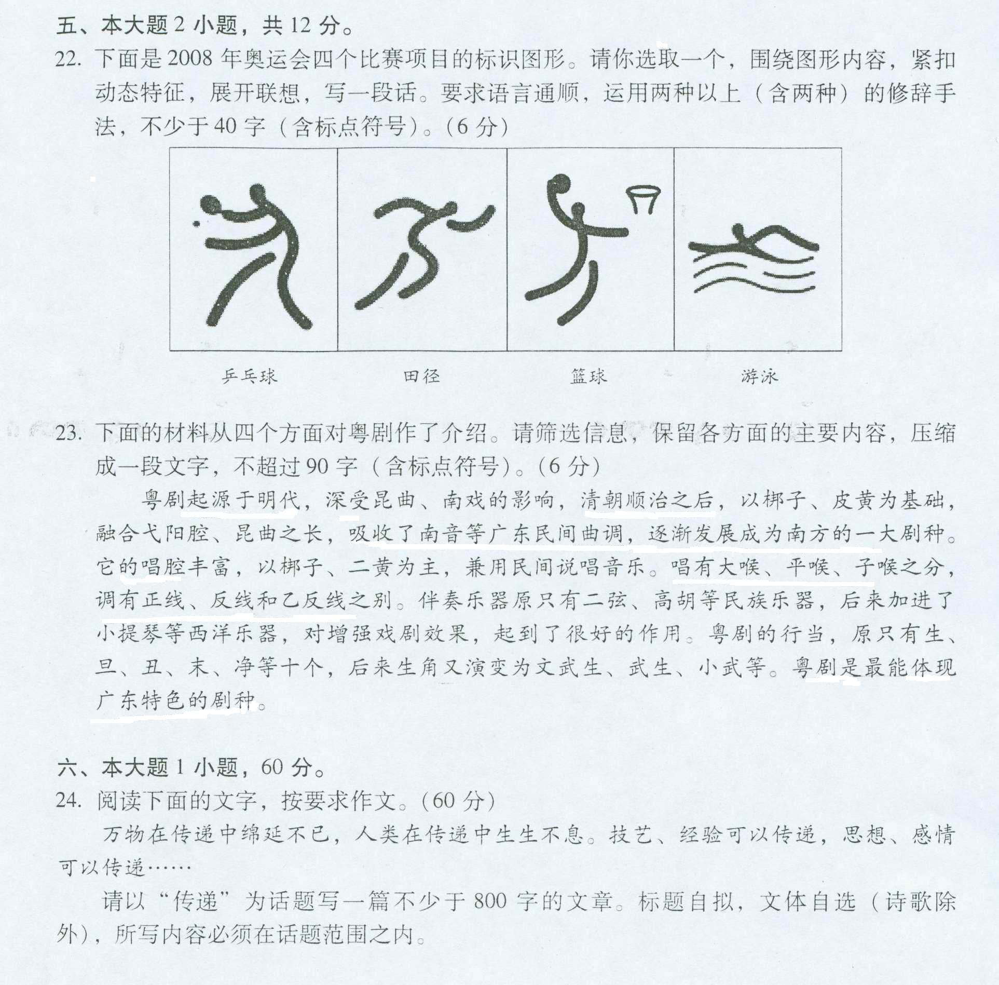 五、本大题2小题，共12分。
22. 下面是2008年奥运会四个比赛项目的标识图形。请你选取一个，围绕图形内容，紧扣
动态特征，展开联想，写一段话。要求语言通顺，运用两种以上（含两种）的修辞手
法，不少于40字（含标点符号）。（6分）
乒乓球 田径 篮球 游泳
23. 下面的材料从四个方面对粤剧作了介绍。请筛选信息，保留各方面的主要内容，压缩
成一段文字，不超过90字（含标点符号）。（6分）
粤剧起源于明代，深受昆曲、南戏的影响，清朝顺治之后，以梆子、皮黄为基础，
融合弋阳腔、昆曲之长，吸收了南音等广东民间曲调，逐渐发展成为南方的一大剧种。
它的唱腔丰富，以梆子、二黄为主，兼用民间说唱音乐。唱有大喉、平喉、子喉之分，
调有正线、反线和乙反线之别。伴奏乐器原只有二弦、高胡等民族乐器，后来加进了
小提琴等西洋乐器，对增强戏剧效果，起到了很好的作用。粤剧的行当，原只有生、
旦、丑、末、净等十个，后来生角又演变为文武生、武生、小武等。粤剧是最能体现
广东特色的剧种。
六、本大题1小题，60分。
24. 阅读下面的文字，按要求作文。（60分）
万物在传递中绵延不已，人类在传递中生生不息。技艺、经验可以传递，思想、感情
可以传递……
请以“传递”为话题写一篇不少于800字的文章。标题自拟，文体自选（诗歌除
外），所写内容必须在话题范围之内。